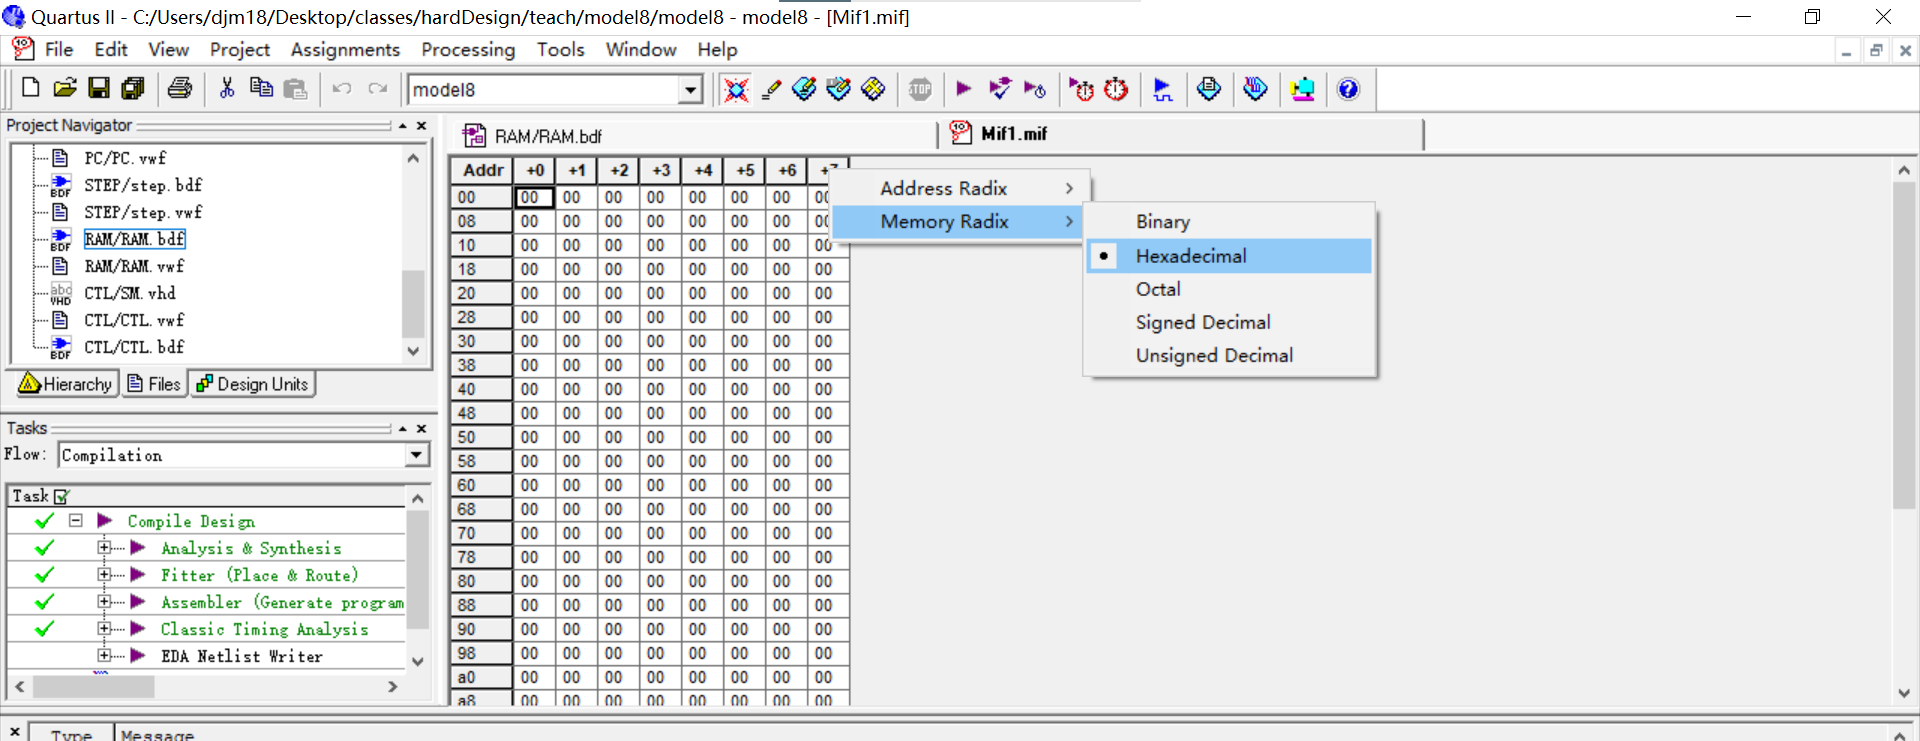 Quartus II - C:/Users/djm18/Desktop/classes/hardDesign/teach/model8/model8 - model8 - [Mif1.mif]
File Edit View Project Assignments Processing Tools Window Help
model8
Project Navigator
PC/PC.vwf
STEP/step.bdf
STEP/step.vwf
RAM/RAM.bdf
RAM/RAM.vwf
CTL/SM.vhd
CTL/CTL.vwf
CTL/CTL.bdf
Hierarchy Files Design Units
Tasks
Flow: Compilation
Task
Compile Design
Analysis & Synthesis
Fitter (Place & Route)
Assembler (Generate program
Classic Timing Analysis
EDA Netlist Writer
RAM/RAM.bdf Mif1.mif
Addr +0 +1 +2 +3 +4 +5 +6 +7
00 00 00 00 00 00 00 00 00
08 00 00 00 00 00 00 00 00
10 00 00 00 00 00 00 00 00
18 00 00 00 00 00 00 00 00
20 00 00 00 00 00 00 00 00
28 00 00 00 00 00 00 00 00
30 00 00 00 00 00 00 00 00
38 00 00 00 00 00 00 00 00
40 00 00 00 00 00 00 00 00
48 00 00 00 00 00 00 00 00
50 00 00 00 00 00 00 00 00
58 00 00 00 00 00 00 00 00
60 00 00 00 00 00 00 00 00
68 00 00 00 00 00 00 00 00
70 00 00 00 00 00 00 00 00
78 00 00 00 00 00 00 00 00
80 00 00 00 00 00 00 00 00
88 00 00 00 00 00 00 00 00
90 00 00 00 00 00 00 00 00
98 00 00 00 00 00 00 00 00
a0 00 00 00 00 00 00 00 00
a8 00 00 00 00 00 00 00 00
Address Radix
Memory Radix
Binary
Hexadecimal
Octal
Signed Decimal
Unsigned Decimal
Type Message